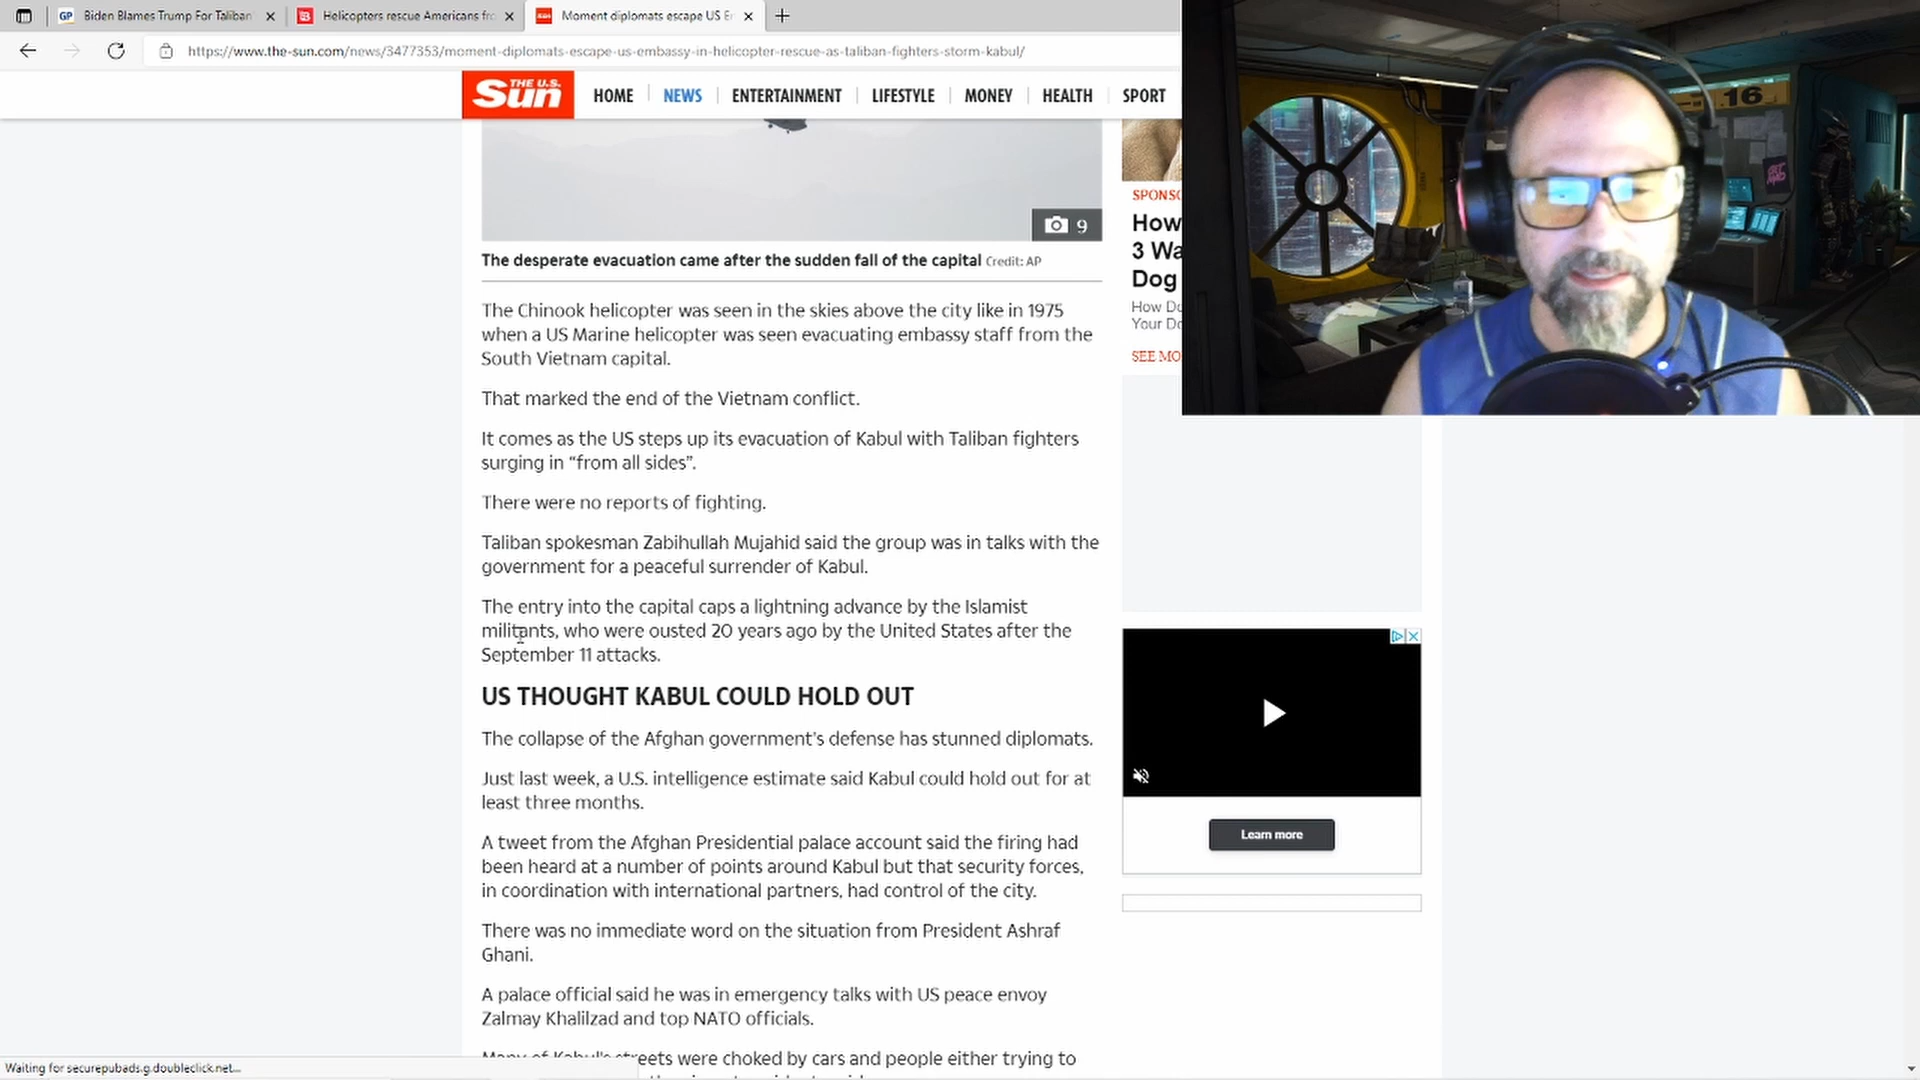 Biden Blames Trump For Taliban
Helicopters rescue Americans fro
Moment diplomats escape US E
https://www.the-sun.com/news/3477353/moment-diplomats-escape-us-embassy-in-helicopter-rescue-as-taliban-fighters-storm-kabul/
THE U.S.
Sun
HOME
NEWS
ENTERTAINMENT
LIFESTYLE
MONEY
HEALTH
SPORT
9
The desperate evacuation came after the sudden fall of the capital Credit: AP
The Chinook helicopter was seen in the skies above the city like in 1975
when a US Marine helicopter was seen evacuating embassy staff from the
South Vietnam capital.
That marked the end of the Vietnam conflict.
It comes as the US steps up its evacuation of Kabul with Taliban fighters
surging in “from all sides”.
There were no reports of fighting.
Taliban spokesman Zabihullah Mujahid said the group was in talks with the
government for a peaceful surrender of Kabul.
The entry into the capital caps a lightning advance by the Islamist
militants, who were ousted 20 years ago by the United States after the
September 11 attacks.
US THOUGHT KABUL COULD HOLD OUT
The collapse of the Afghan government's defense has stunned diplomats.
Just last week, a U.S. intelligence estimate said Kabul could hold out for at
least three months.
A tweet from the Afghan Presidential palace account said the firing had
been heard at a number of points around Kabul but that security forces,
in coordination with international partners, had control of the city.
There was no immediate word on the situation from President Ashraf
Ghani.
A palace official said he was in emergency talks with US peace envoy
Zalmay Khalilzad and top NATO officials.
Many of Kabul's streets were choked by cars and people either trying to
SPONS
How
3 Wa
Dog
How Do
Your Do
SEE MO
Learn more
16
Waiting for securepubads.g.doubleclick.net...